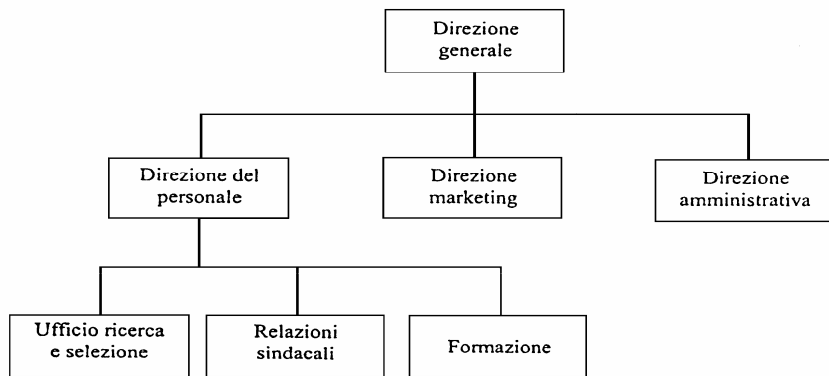 Direzione
generale
Direzione del
personale
Direzione
marketing
Direzione
amministrativa
Ufficio ricerca
e selezione
Relazioni
sindacali
Formazione